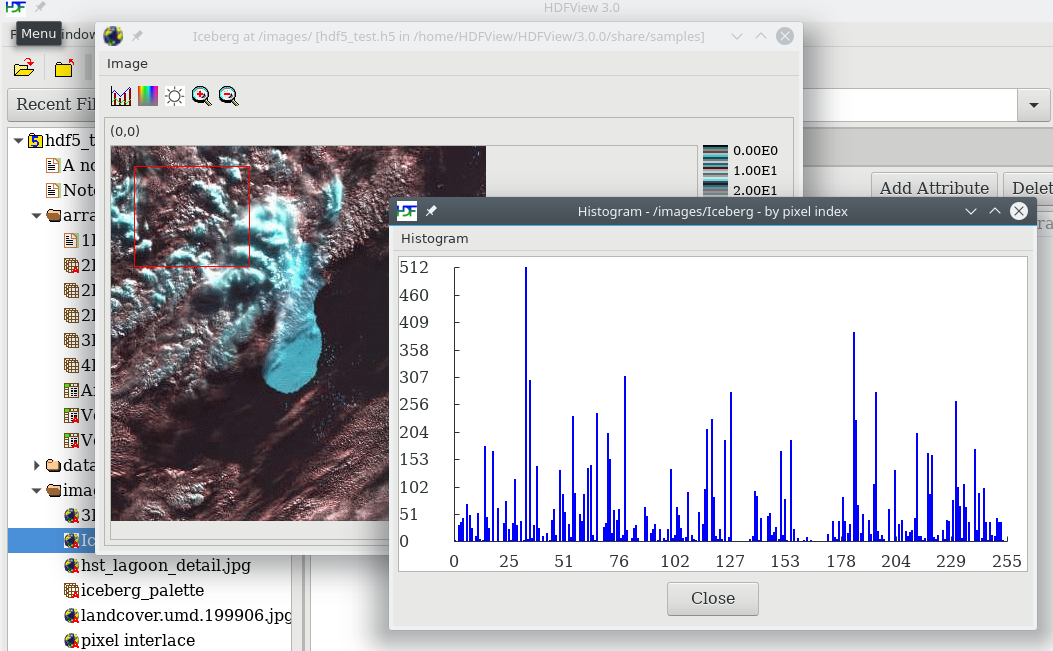 HDFView 3.0
Menu
Iceberg at /images/ [hdf5_test.h5 in /home/HDFView/HDFView/3.0.0/share/samples]
Image
Recent Fil
(0,0)
0.00E0
1.00E1
2.00E1
Add Attribute
Delet
hdf5_t
A no
Note
arra
1I
2I
2I
2I
3I
4I
Ar
Ve
Ve
data
imag
3I
Ic
hst_lagoon_detail.jpg
iceberg_palette
landcover.umd.199906.jpg
pixel interlace
Histogram - /images/Iceberg - by pixel index
Histogram
512
460
409
358
307
256
204
153
102
51
0
0 25 51 76 102 127 153 178 204 229 255
Close